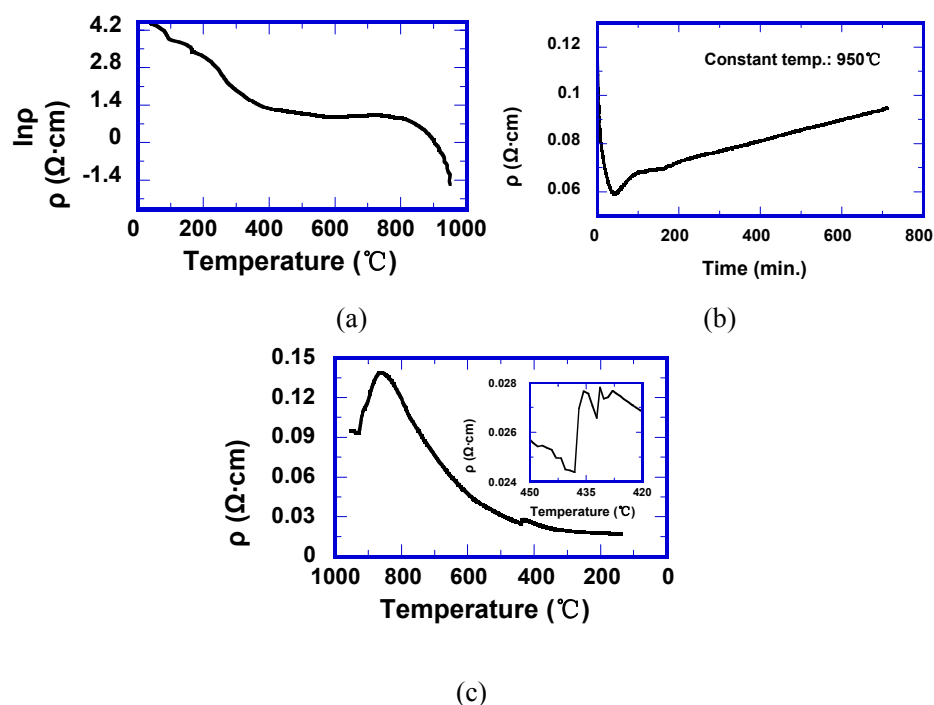 4.2
2.8
1.4
0
-1.4
lnρ
ρ (Ω·cm)
0 200 400 600 800 1000
Temperature (℃)
(a)
0.12
0.1
0.08
0.06
ρ (Ω·cm)
Constant temp.: 950℃
0 200 400 600 800
Time (min.)
(b)
0.15
0.12
0.09
0.06
0.03
0
ρ (Ω·cm)
1000 800 600 400 200 0
Temperature (℃)
0.028
0.026
0.024
ρ (Ω·cm)
450 435 420
Temperature (℃)
(c)